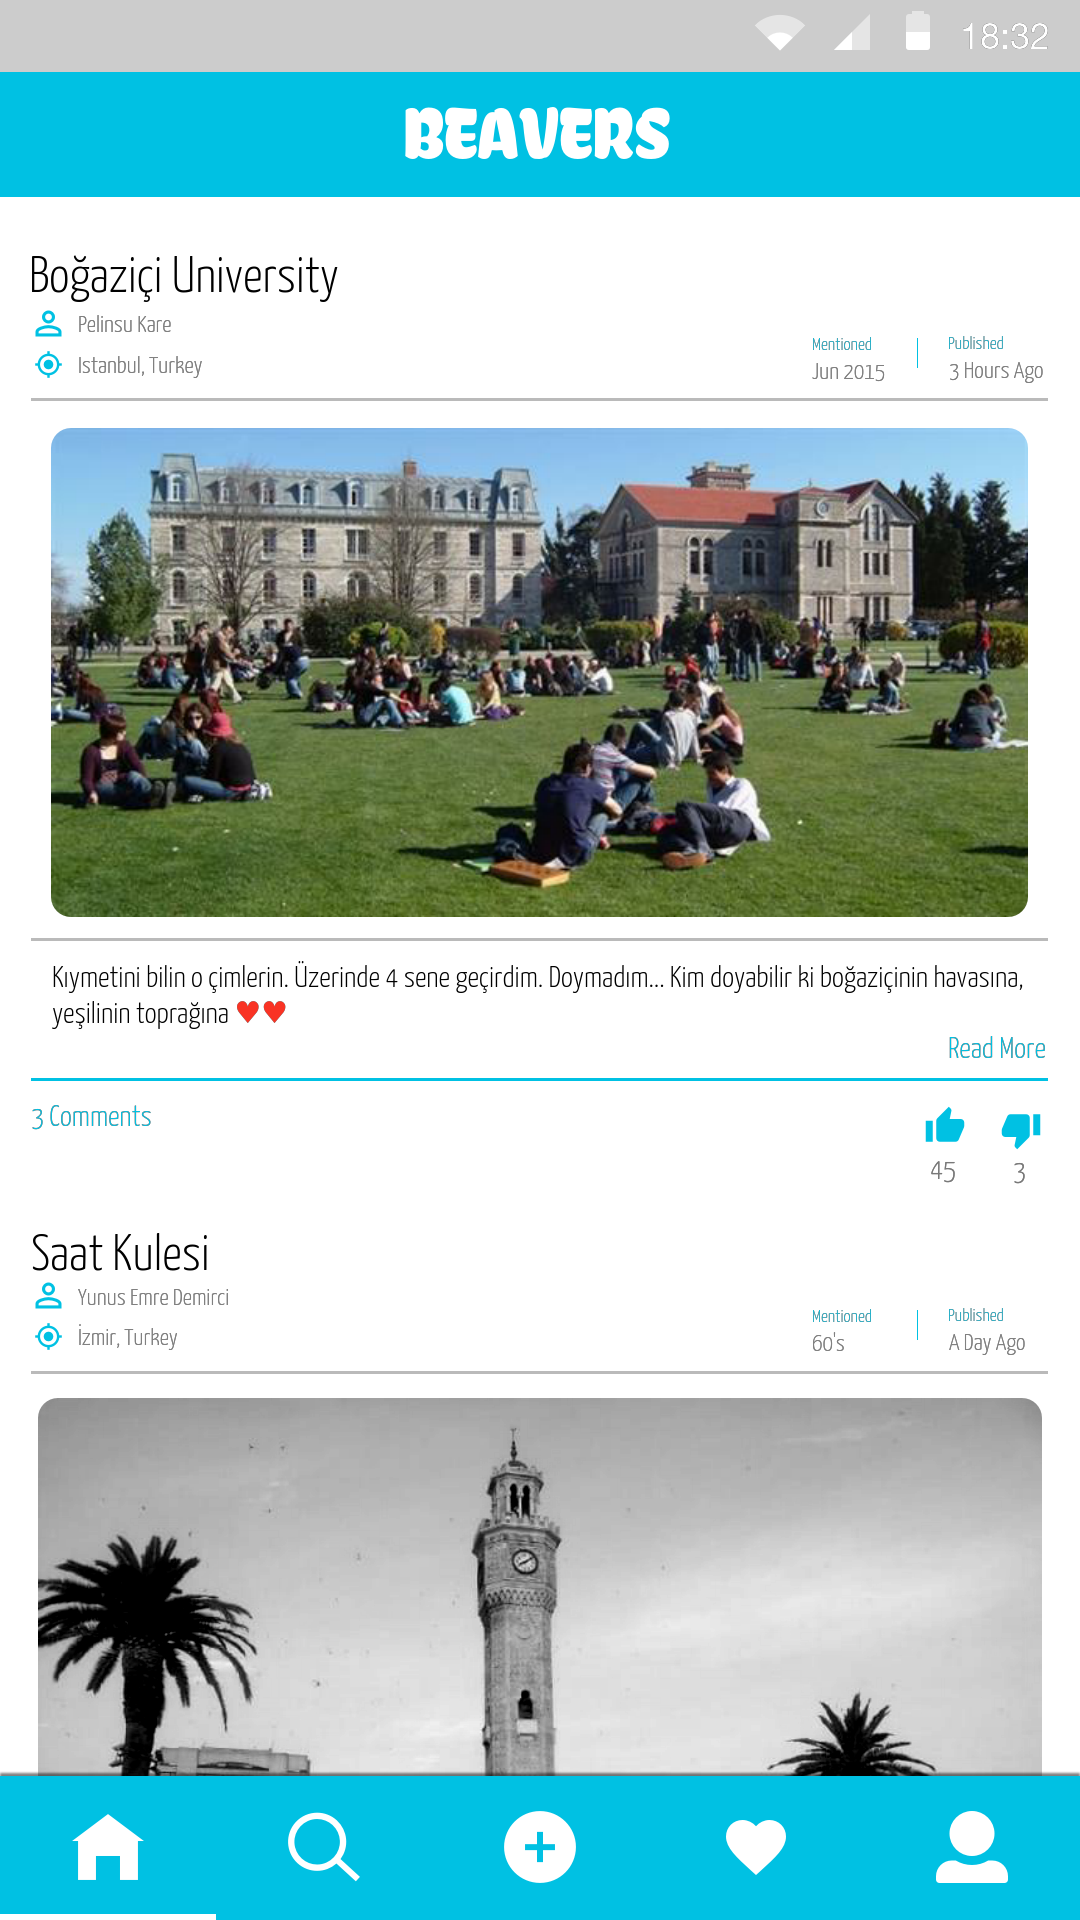 18:32
BEAVERS
Boğaziçi University
Pelinsu Kare
Istanbul, Turkey
Mentioned
Jun 2015
Published
3 Hours Ago
Kıymetini bilin o çimlerin. Üzerinde 4 sene geçirdim. Doymadım... Kim doyabilir ki boğaziçinin havasına,
yeşilinin toprağına ♥♥
Read More
3 Comments
45
3
Saat Kulesi
Yunus Emre Demirci
İzmir, Turkey
Mentioned
60's
Published
A Day Ago